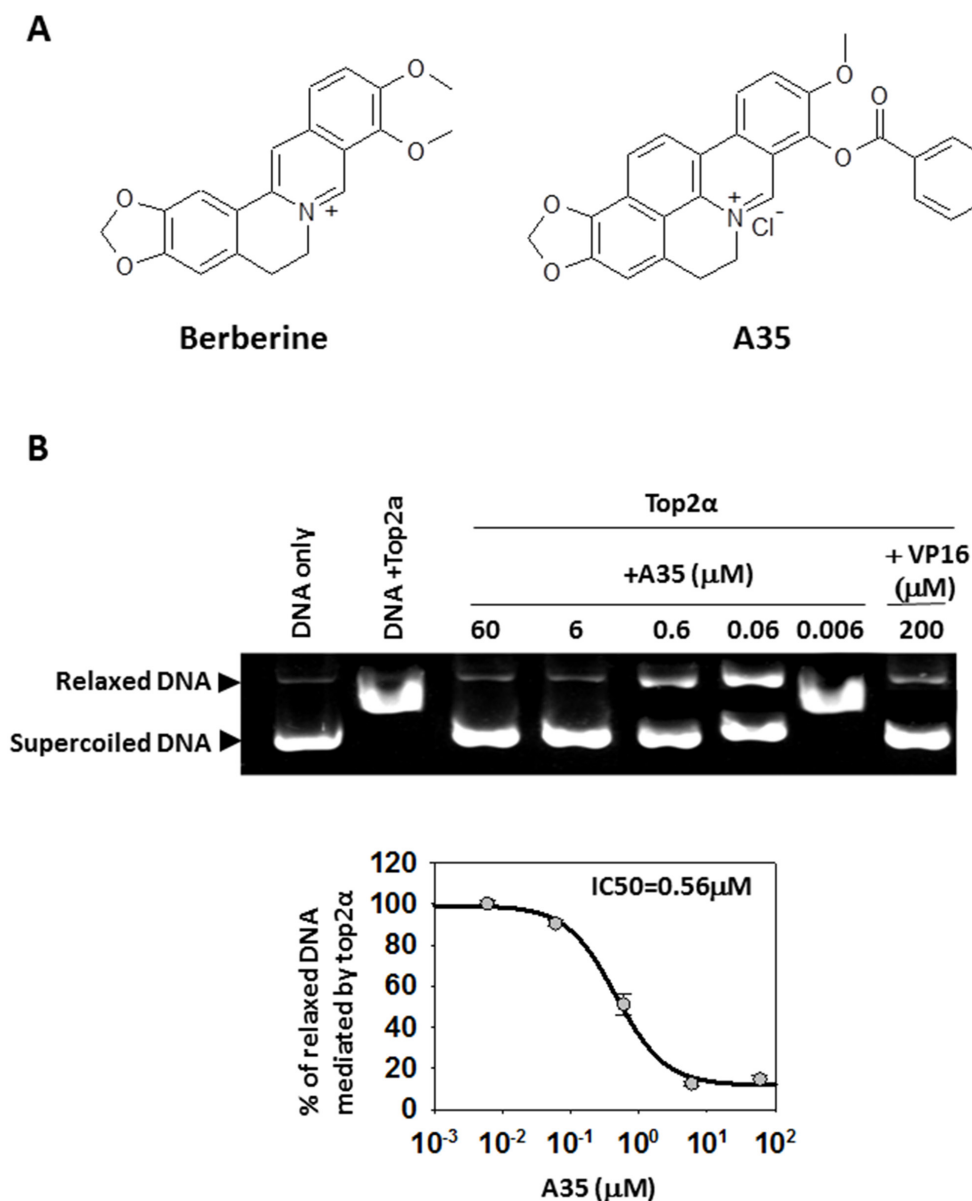 A
O
O
O
O
N
+
Berberine
O
O
O
O
O
N
+
Cl-
A35
B
DNA only
DNA +Top2a
Top2α
+A35 (μM)
+ VP16
(μM)
60 6 0.6 0.06 0.006 200
Relaxed DNA
Supercoiled DNA
% of relaxed DNA
mediated by top2α
120
100
80
60
40
20
0
IC50=0.56μM
10-3 10-2 10-1 100 101 102
A35 (μM)